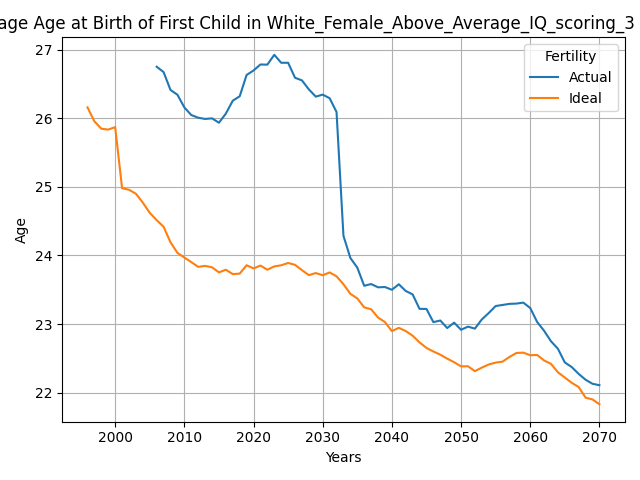 Age at Birth of First Child in White_Female_Above_Average_IQ_scoring_3
Fertility
Actual
Ideal
Age
27
26
25
24
23
22
2000 2010 2020 2030 2040 2050 2060 2070
Years